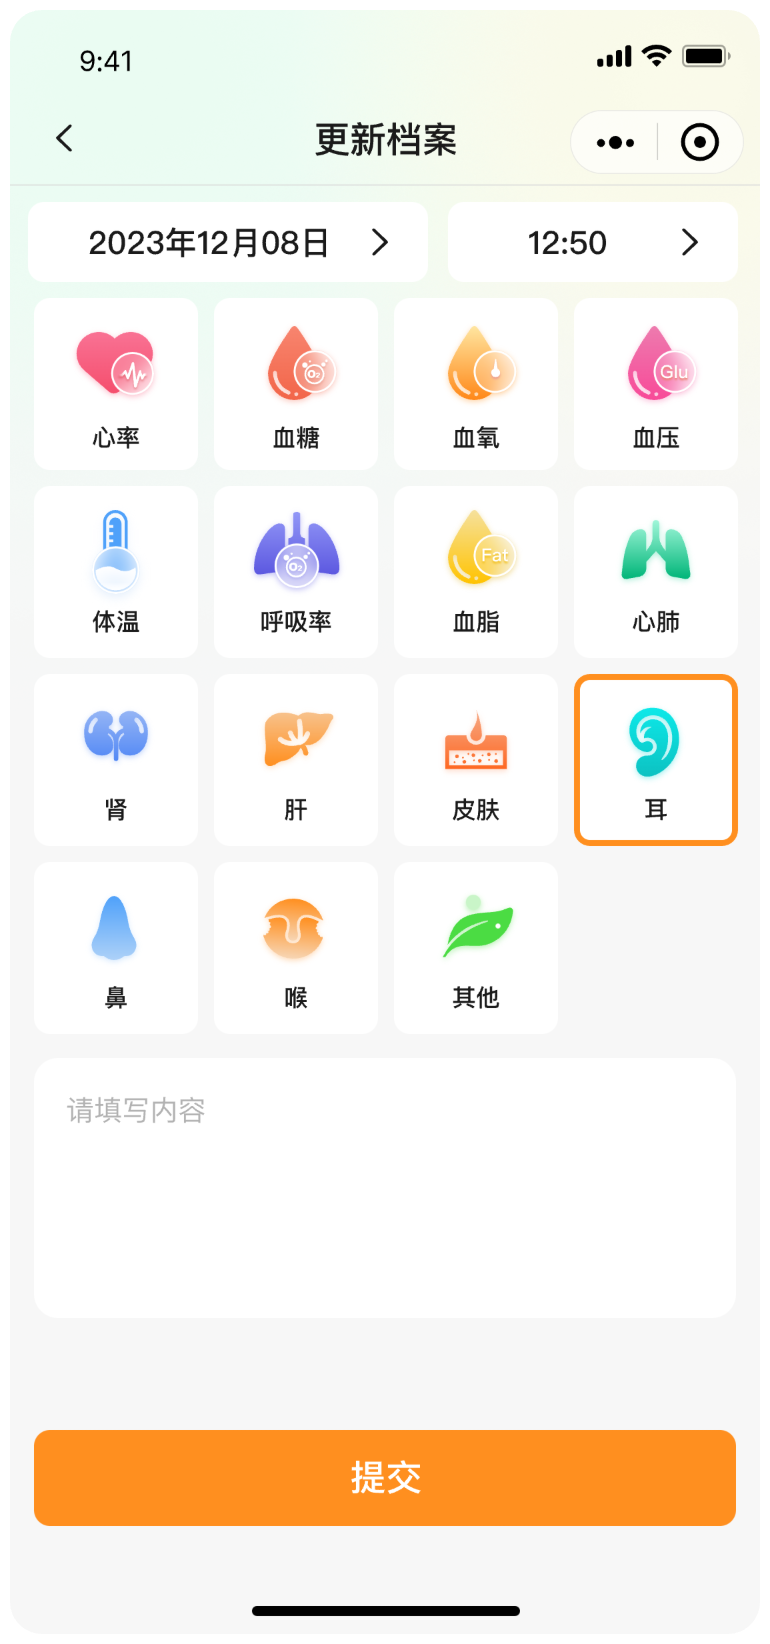 9:41
更新档案
2023年12月08日
12:50
O₂
Glu
心率
血糖
血氧
血压
O₂
Fat
体温
呼吸率
血脂
心肺
肾
肝
皮肤
耳
鼻
喉
其他
请填写内容
提交